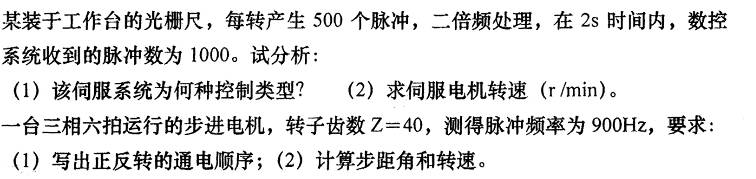 某装于工作台的光栅尺，每转产生 500 个脉冲，二倍频处理，在 2s 时间内，数控
系统收到的脉冲数为 1000。试分析：
（1）该伺服系统为何种控制类型？ （2）求伺服电机转速（r /min）。
一台三相六拍运行的步进电机，转子齿数 Z＝40，测得脉冲频率为 900Hz，要求：
（1）写出正反转的通电顺序；（2）计算步距角和转速。